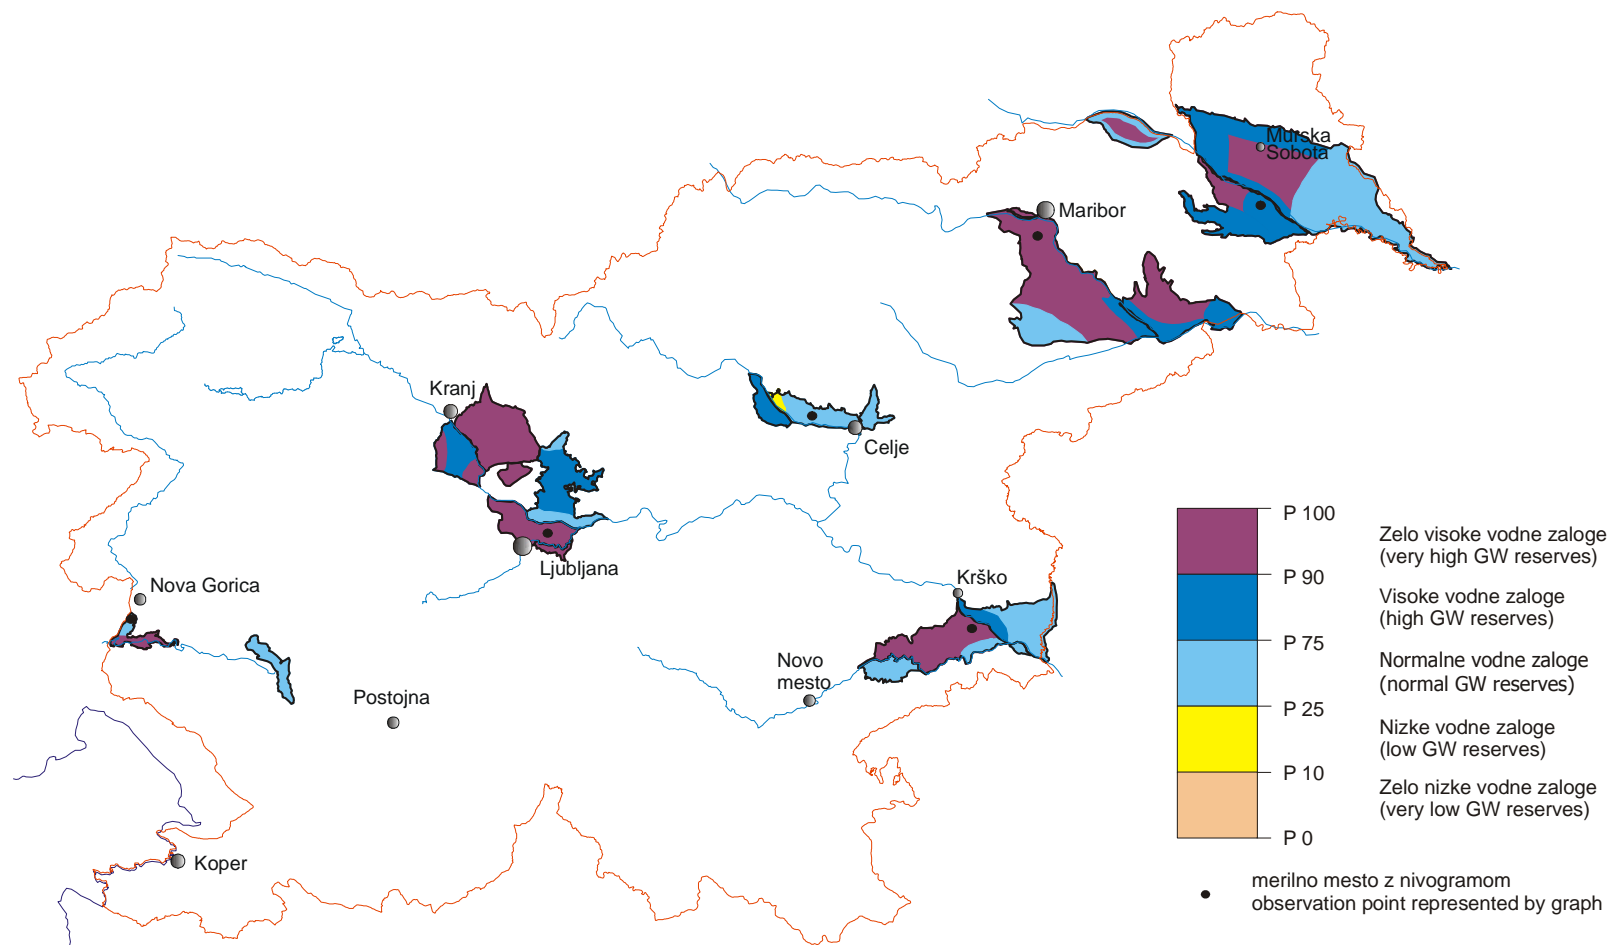 Murska
Sobota
Maribor
Kranj
Celje
Ljubljana
Nova Gorica
Krško
Novo
mesto
Postojna
Koper
P 100
Zelo visoke vodne zaloge
(very high GW reserves)
P 90
Visoke vodne zaloge
(high GW reserves)
P 75
Normalne vodne zaloge
(normal GW reserves)
P 25
Nizke vodne zaloge
(low GW reserves)
P 10
Zelo nizke vodne zaloge
(very low GW reserves)
P 0
merilno mesto z nivogramom
observation point represented by graph